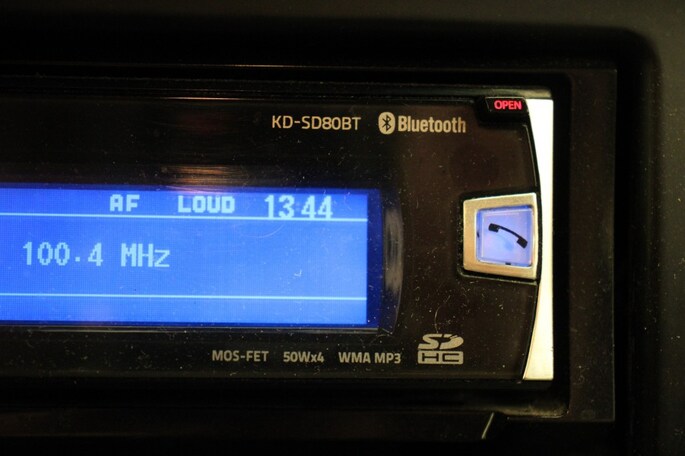 OPEN
KD-SD80BT Bluetooth
AF LOUD 13:44
100.4 MHz
MOS-FET 50Wx4 WMA MP3 SD HC